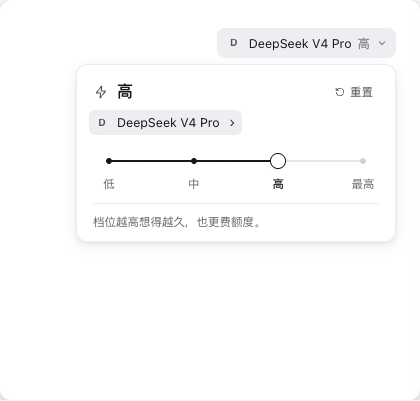 D DeepSeek V4 Pro 高
高 重置
D DeepSeek V4 Pro
低 中 高 最高
档位越高想得越久，也更费额度。